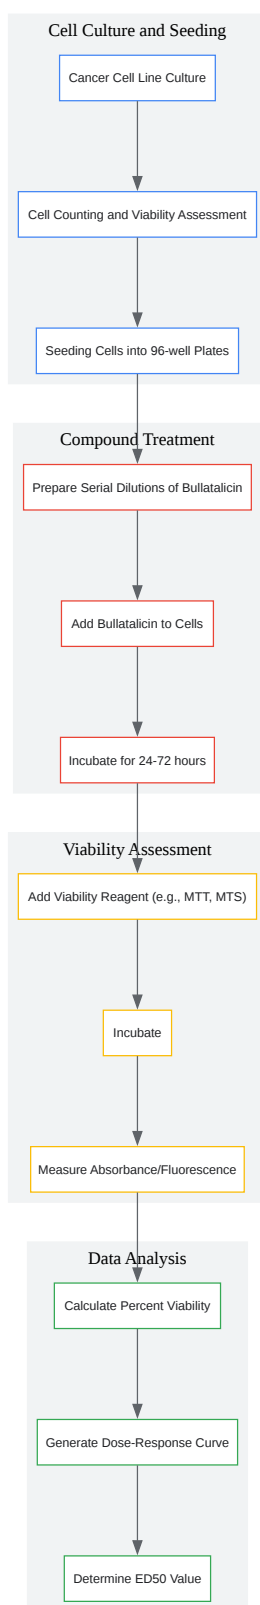 Cell Culture and Seeding
Cancer Cell Line Culture
Cell Counting and Viability Assessment
Seeding Cells into 96-well Plates
Compound Treatment
Prepare Serial Dilutions of Bullatalicin
Add Bullatalicin to Cells
Incubate for 24-72 hours
Viability Assessment
Add Viability Reagent (e.g., MTT, MTS)
Incubate
Measure Absorbance/Fluorescence
Data Analysis
Calculate Percent Viability
Generate Dose-Response Curve
Determine ED50 Value